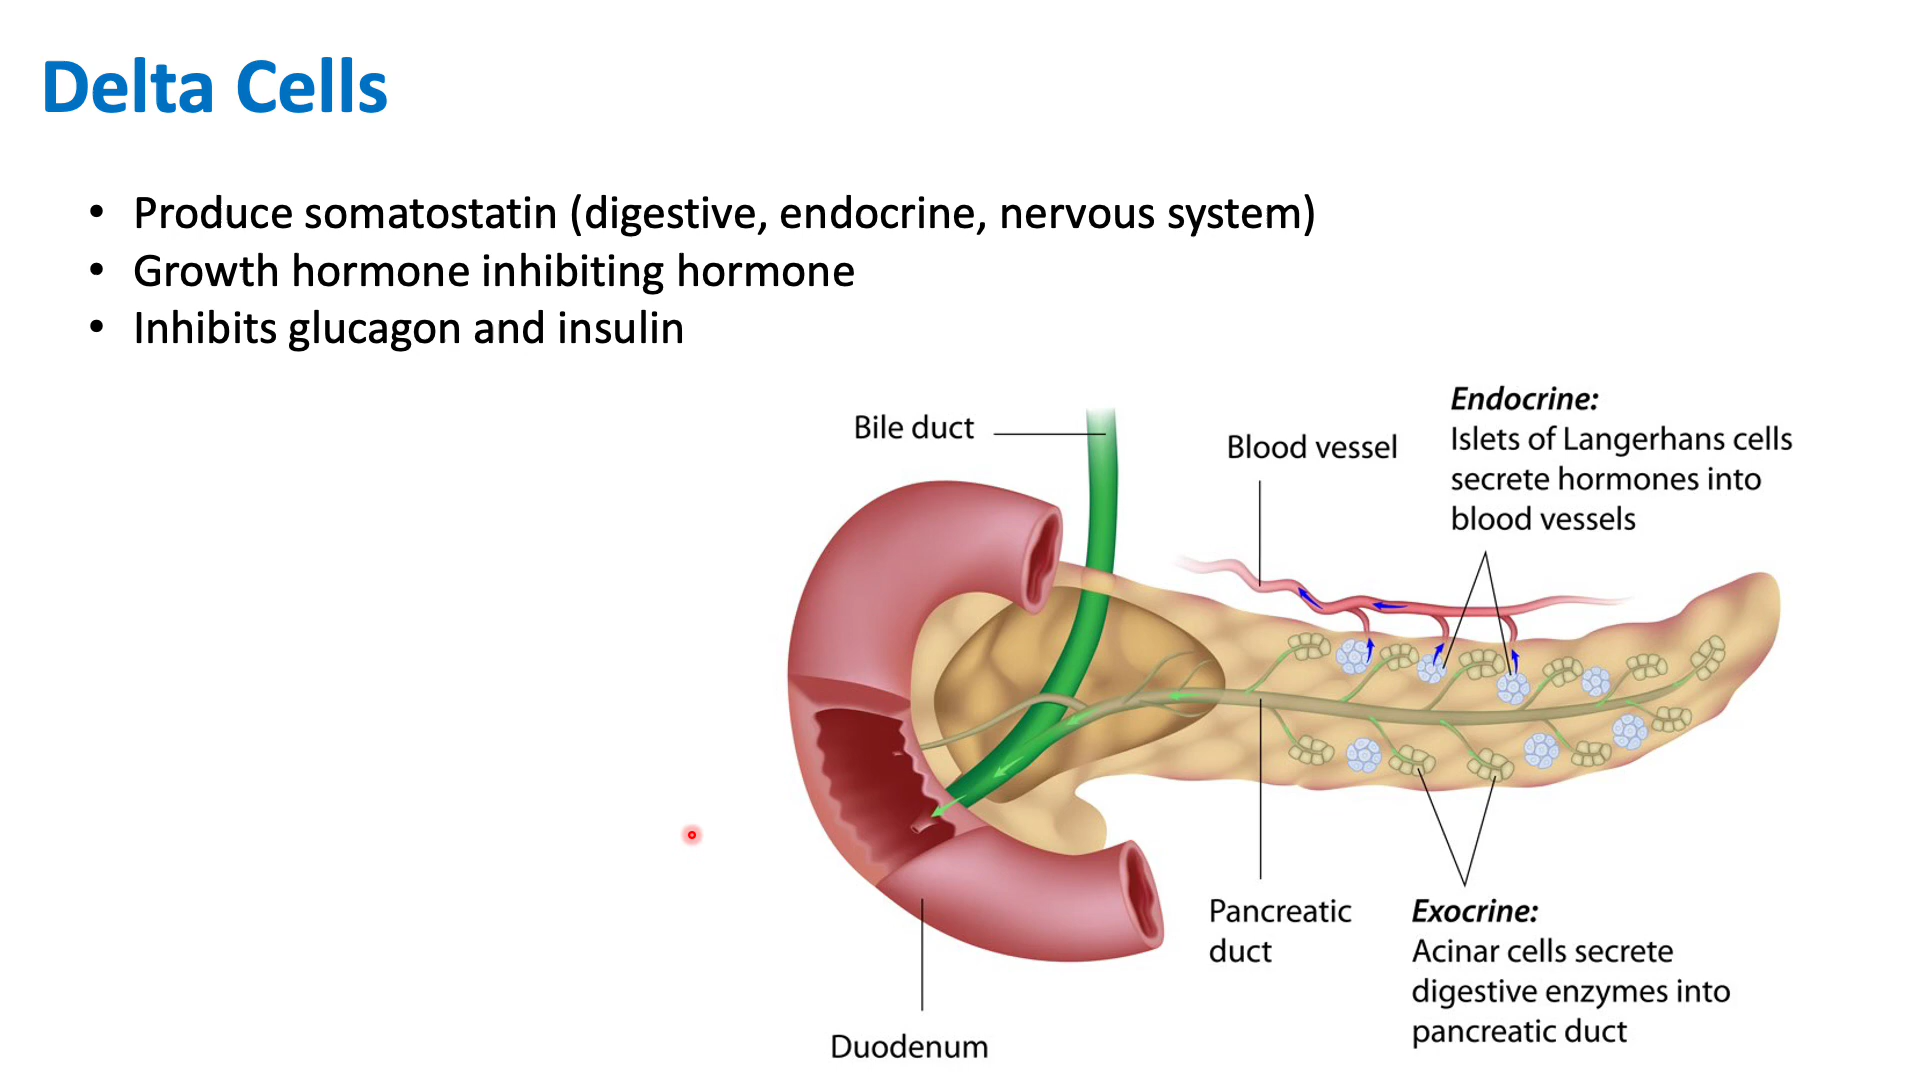 Delta Cells
• Produce somatostatin (digestive, endocrine, nervous system)
• Growth hormone inhibiting hormone
• Inhibits glucagon and insulin
Bile duct
Blood vessel
Endocrine:
Islets of Langerhans cells
secrete hormones into
blood vessels
Pancreatic
duct
Exocrine:
Acinar cells secrete
digestive enzymes into
pancreatic duct
Duodenum